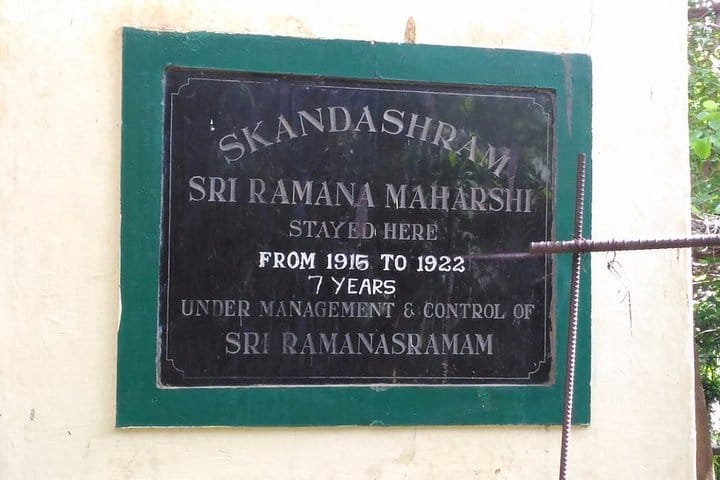 SKANDASHRAM
SRI RAMANA MAHARSHI
STAYED HERE
FROM 1915 TO 1922
7 YEARS
UNDER MANAGEMENT & CONTROL OF
SRI RAMANASRAMAM